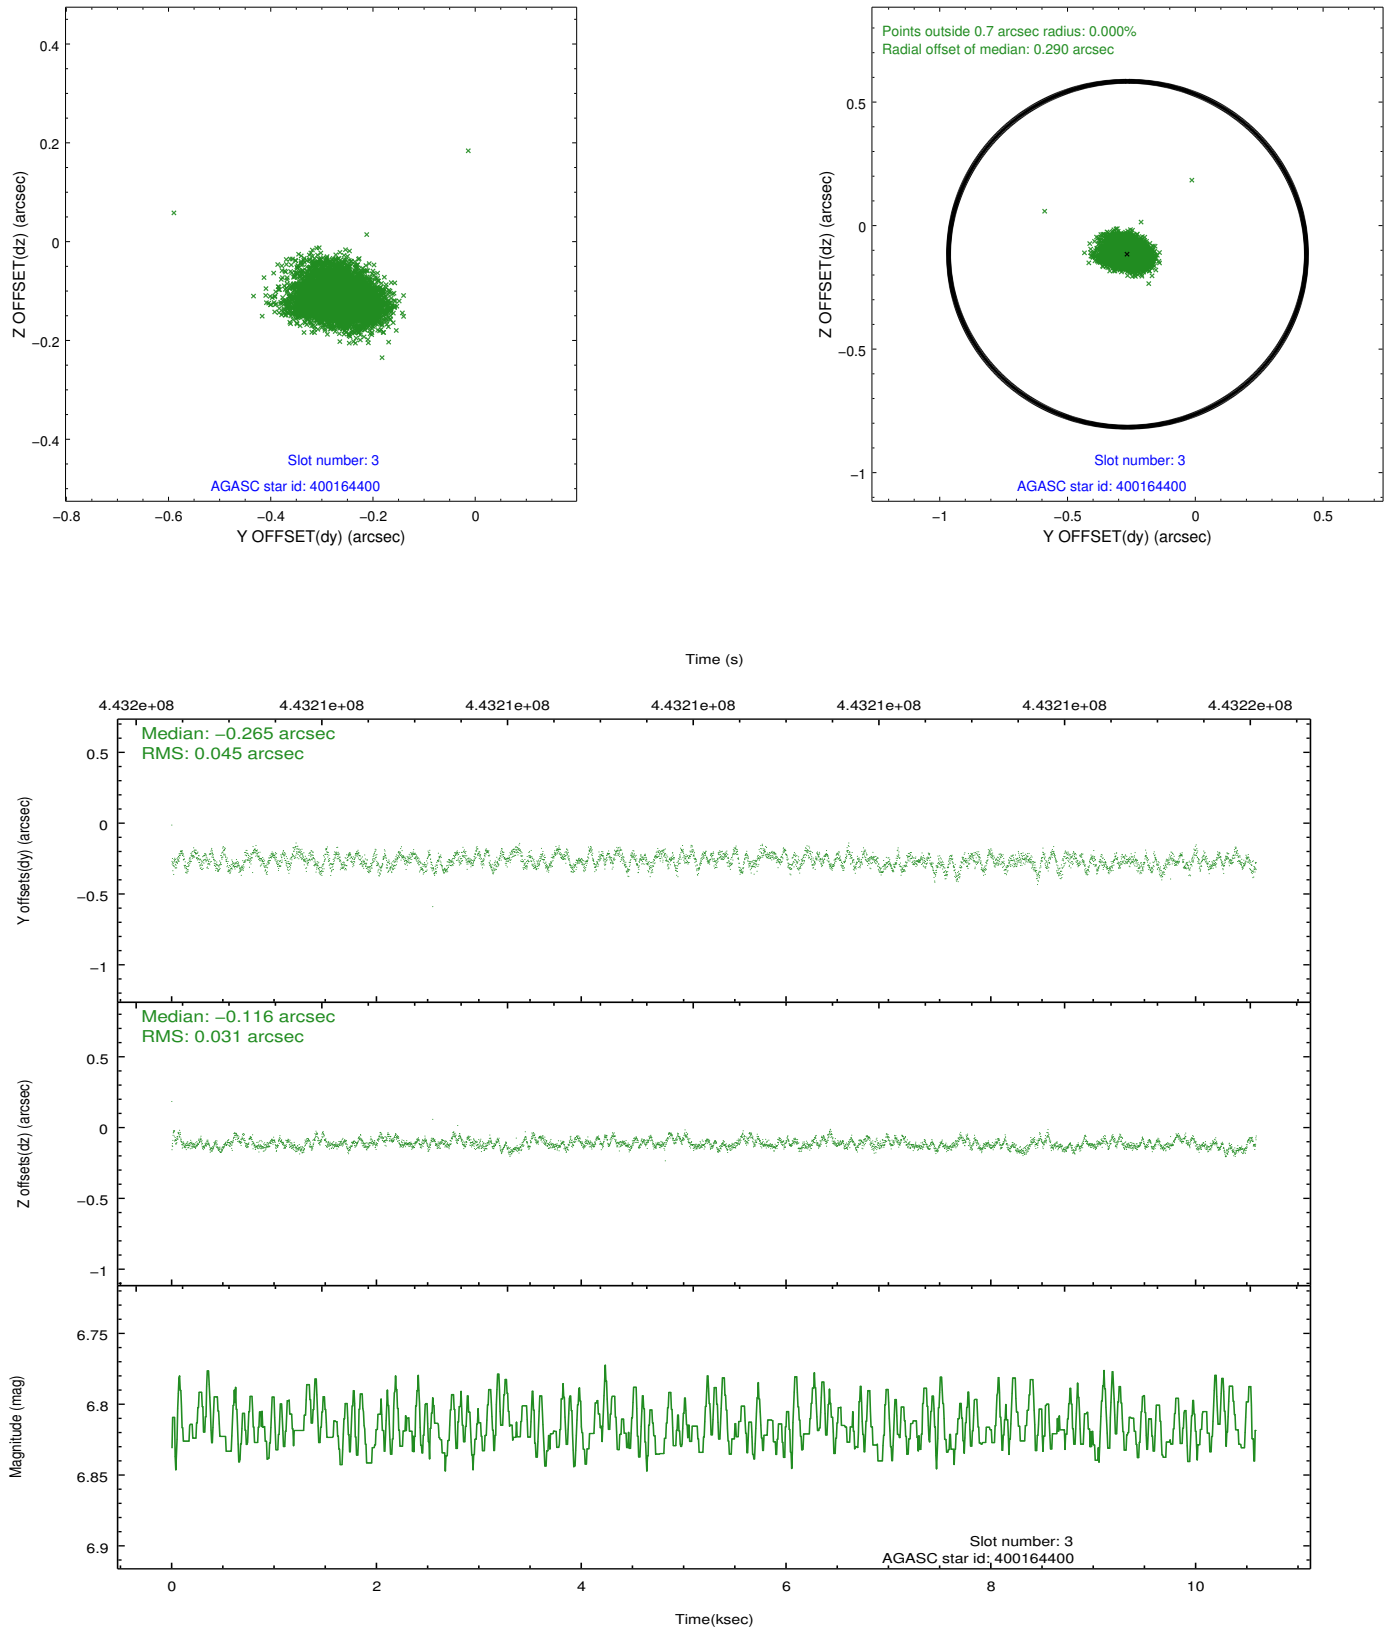 0.4
0.2
0
−0.2
−0.4
Z OFFSET(dz) (arcsec)
Slot number: 3
AGASC star id: 400164400
−0.8
−0.6
−0.4
−0.2
0
Y OFFSET(dy) (arcsec)
Points outside 0.7 arcsec radius: 0.000%
Radial offset of median: 0.290 arcsec
0.5
0
−0.5
−1
Z OFFSET(dz) (arcsec)
Slot number: 3
AGASC star id: 400164400
−1
−0.5
0
0.5
Y OFFSET(dy) (arcsec)
Time (s)
4.432e+08
4.4321e+08
4.4321e+08
4.4321e+08
4.4321e+08
4.4321e+08
4.4322e+08
Median: −0.265 arcsec
RMS: 0.045 arcsec
0.5
0
−0.5
−1
Y offsets(dy) (arcsec)
Median: −0.116 arcsec
RMS: 0.031 arcsec
0.5
0
−0.5
−1
Z offsets(dz) (arcsec)
6.75
6.8
6.85
6.9
Magnitude (mag)
Slot number: 3
AGASC star id: 400164400
0
2
4
6
8
10
Time(ksec)